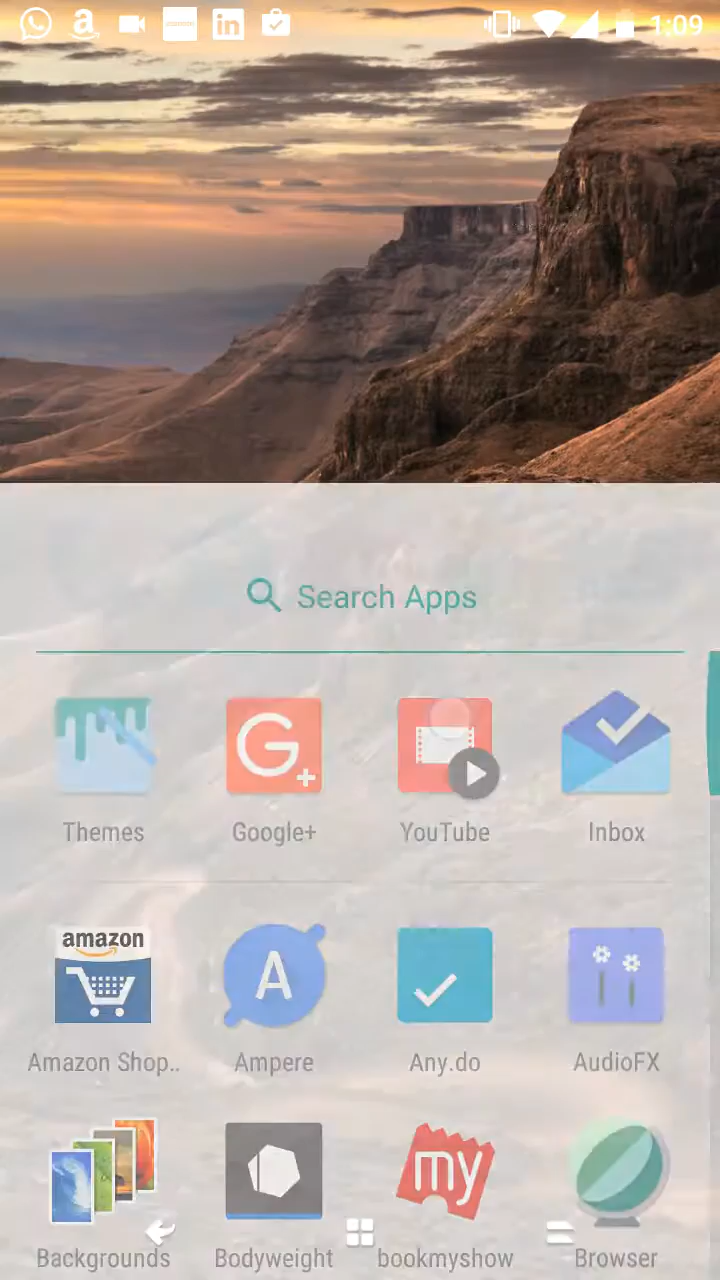 1:09
Search Apps
Themes Google+ YouTube Inbox
amazon
Amazon Shop.. Ampere Any.do AudioFX
my
Backgrounds Bodyweight bookmyshow Browser